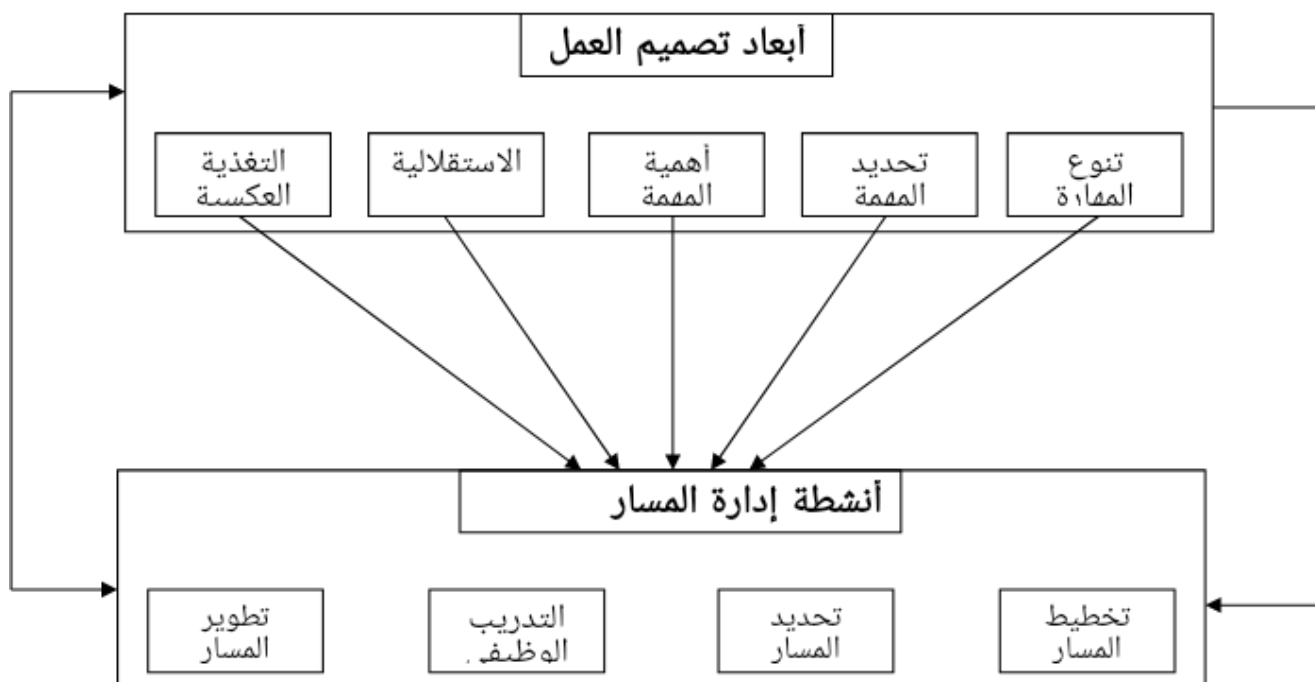 أبعاد تصميم العمل
تنوع
المهارة
تحديد
المهمة
أهمية
المهمة
الاستقلالية
التغذية
العكسية
أنشطة إدارة المسار
تخطيط
المسار
تحديد
المسار
التدريب
الوظيفي
تطوير
المسار